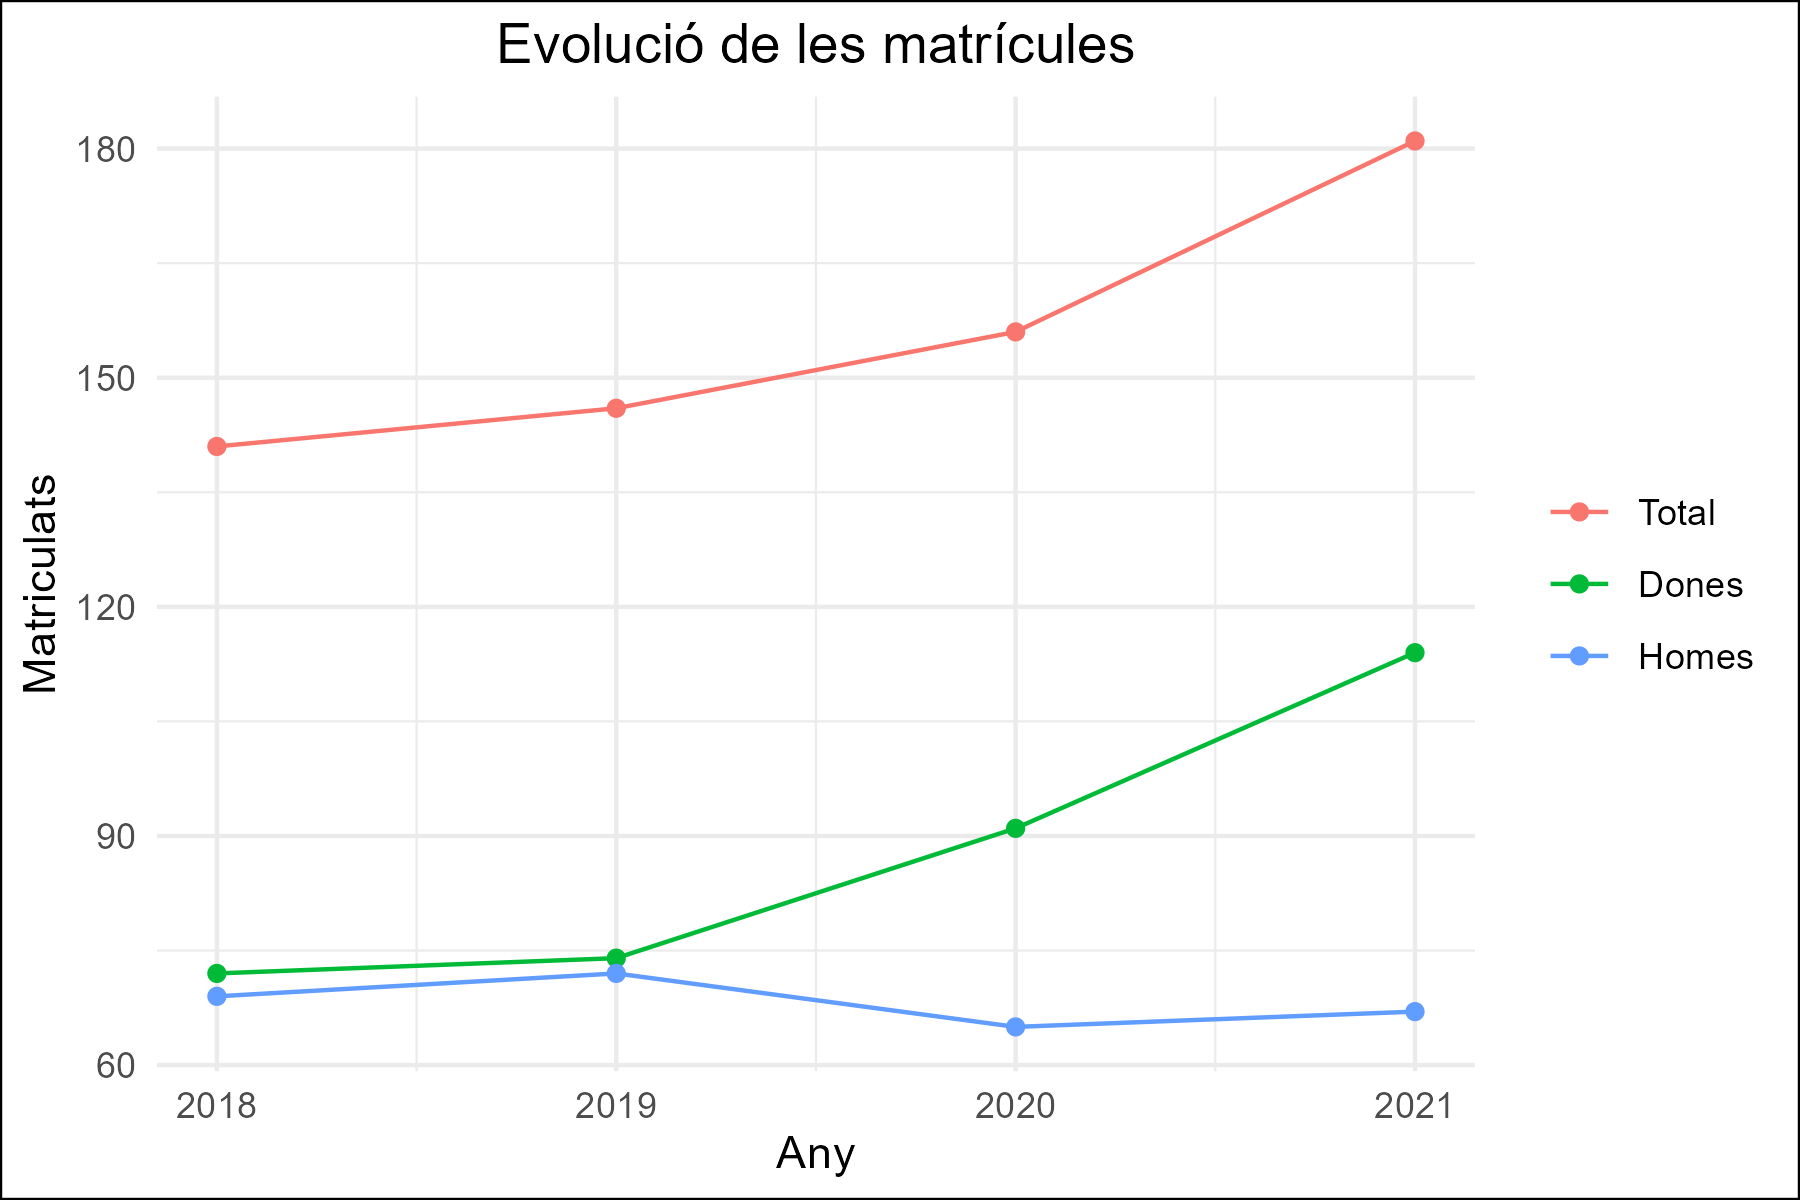 Evolució de les matrícules
180
150
120
90
60
Matriculats
2018 2019 2020 2021
Any
Total
Dones
Homes